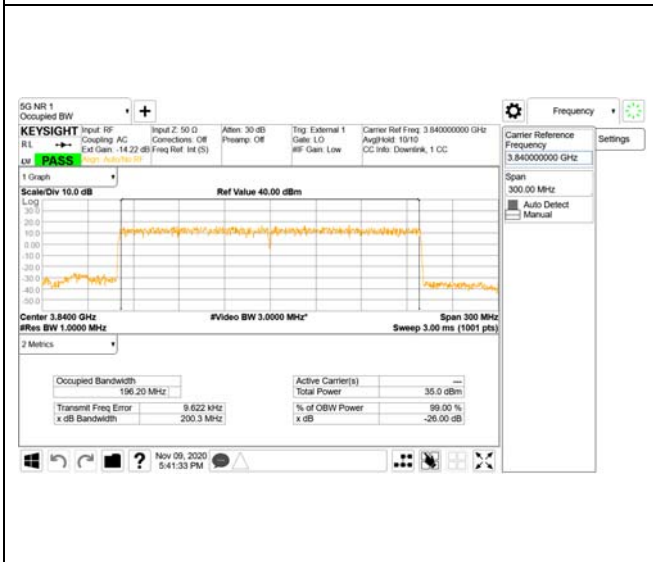 5G NR 1
Occupied BW
+
Frequency
KEYSIGHT
RL
PASS
Input: RF
Coupling: AC
Ext Gain: -14.22 dB
Align: Auto/No RF
Input Z: 50 Ω
Corrections: Off
Freq Ref: Int (S)
Atten: 30 dB
Preamp: Off
Trig: External 1
Gate: LO
#IF Gain: Low
Carrier Ref Freq: 3.840000000 GHz
Avg|Hold: 10/10
CC Info: Downlink, 1 CC
Carrier Reference
Frequency
3.840000000 GHz
Settings
Span
300.00 MHz
Auto Detect
Manual
1 Graph
Scale/Div 10.0 dB
Ref Value 40.00 dBm
Log
30.0
20.0
10.0
0.00
-10.0
-20.0
-30.0
-40.0
-50.0
Center 3.8400 GHz
#Video BW 3.0000 MHz*
Span 300 MHz
#Res BW 1.0000 MHz
Sweep 3.00 ms (1001 pts)
2 Metrics
Occupied Bandwidth
196.20 MHz
Active Carrier(s)
---
Total Power
35.0 dBm
Transmit Freq Error
9.622 kHz
% of OBW Power
99.00 %
x dB Bandwidth
200.3 MHz
x dB
-26.00 dB
?
Nov 09, 2020
5:41:33 PM